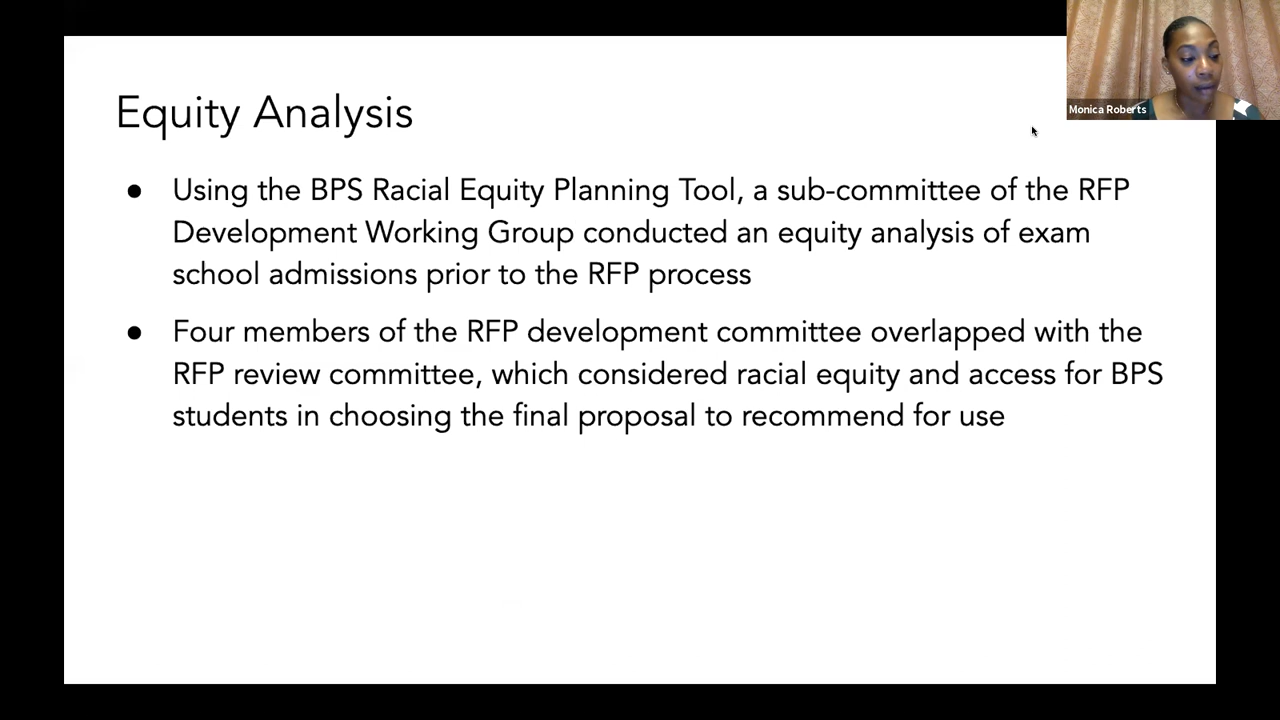 Equity Analysis
Monica Roberts
● Using the BPS Racial Equity Planning Tool, a sub-committee of the RFP
Development Working Group conducted an equity analysis of exam
school admissions prior to the RFP process
● Four members of the RFP development committee overlapped with the
RFP review committee, which considered racial equity and access for BPS
students in choosing the final proposal to recommend for use